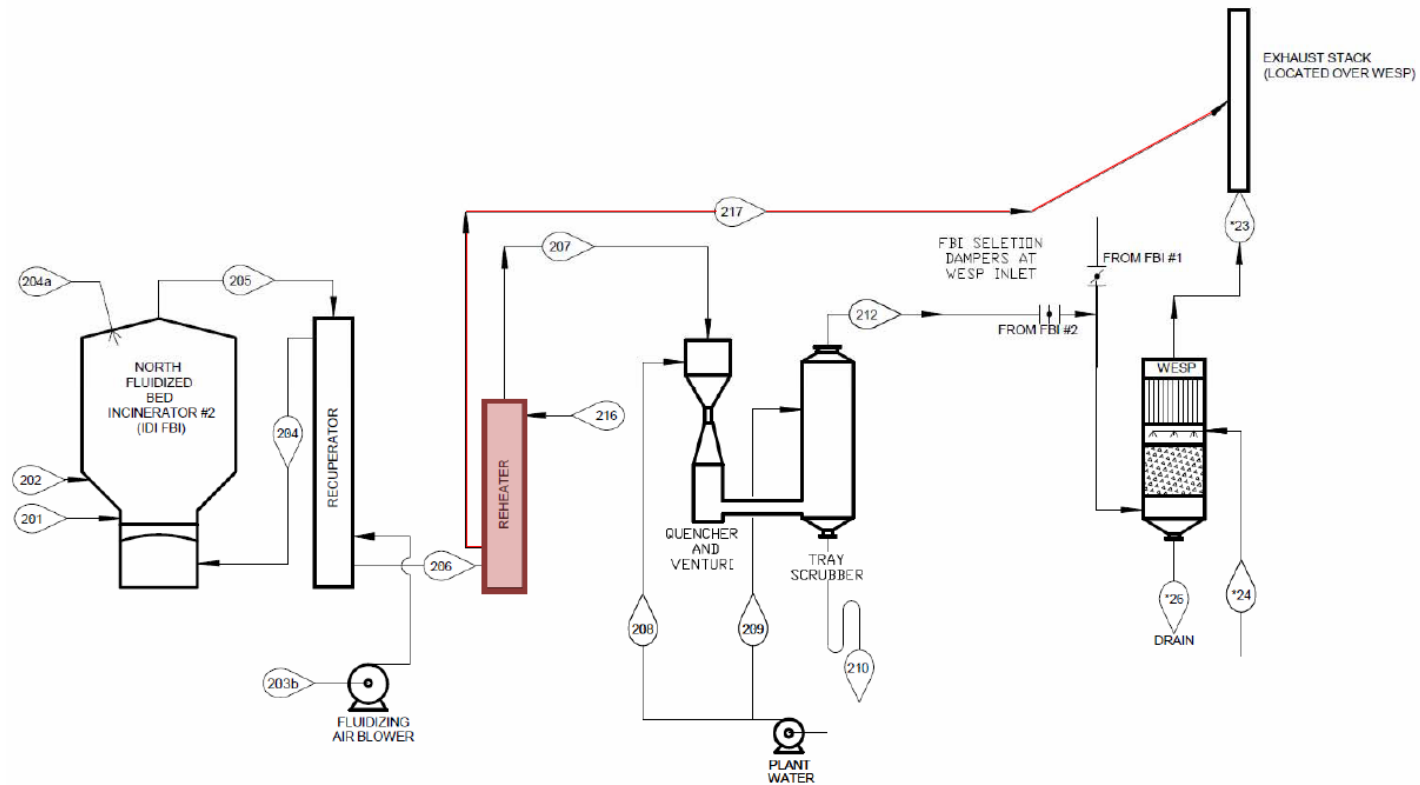 EXHAUST STACK
(LOCATED OVER WESP)
217
*23
207
FBI SELETION
DAMPERS AT
WESP INLET
FROM FBI #1
204a
205
212
FROM FBI #2
NORTH
FLUIDIZED
BED
INCINERATOR #2
(IDI FBI)
WESP
204
RECUPERATOR
REHEATER
216
202
201
QUENCHER
AND
VENTURI
TRAY
SCRUBBER
206
208
209
*26
*24
DRAIN
210
203b
FLUIDIZING
AIR BLOWER
PLANT
WATER